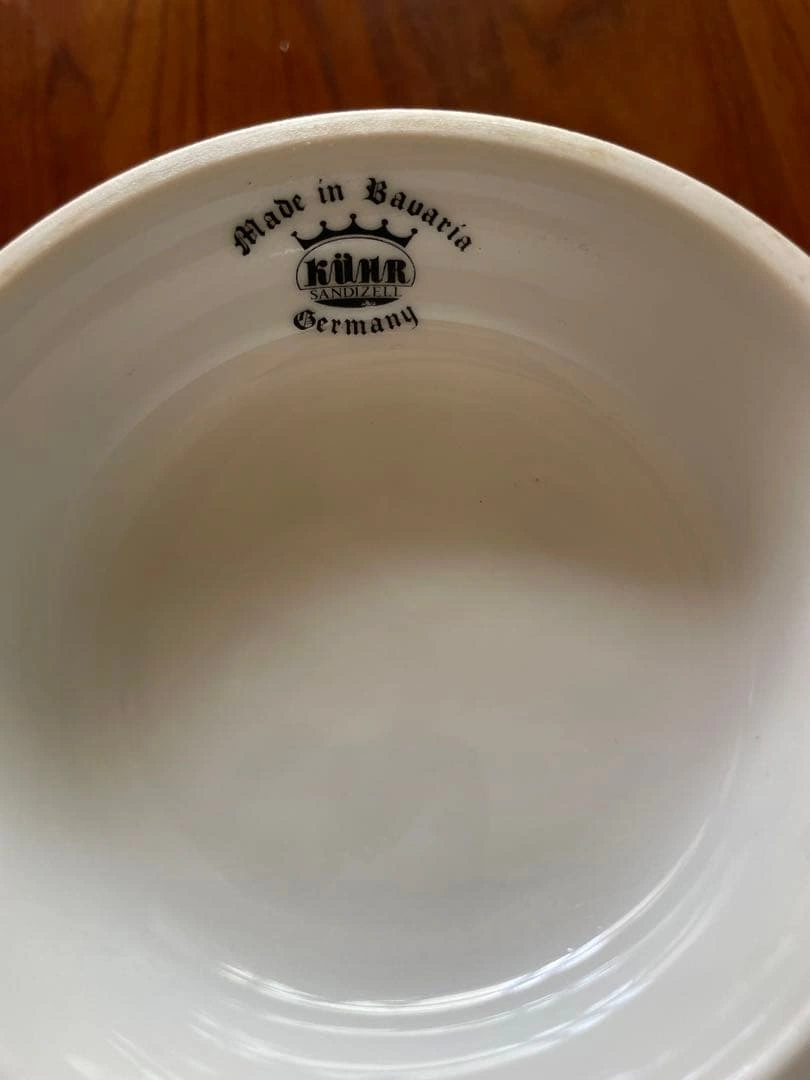 Made in Bavaria
KÜHR
SANDIZELL
Germany